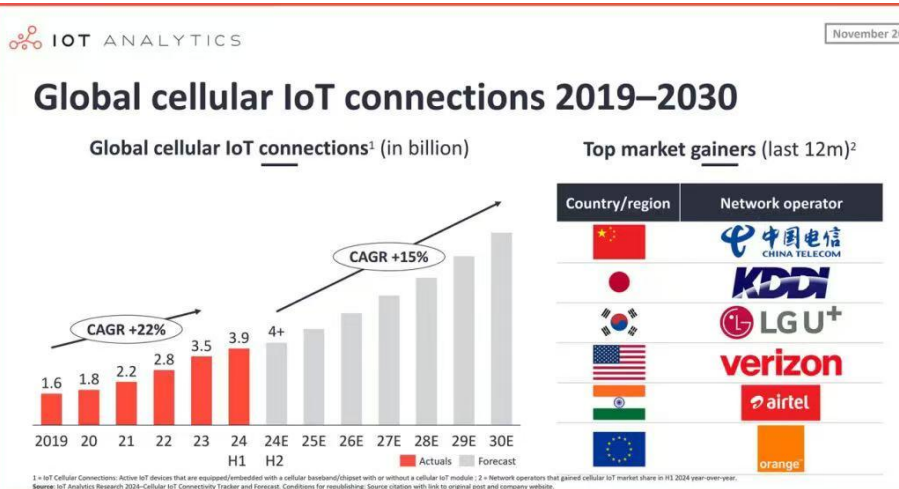 IOT ANALYTICS
November 20
Global cellular IoT connections 2019–2030
Global cellular IoT connections¹ (in billion)
CAGR +22%
CAGR +15%
1.6
1.8
2.2
2.8
3.5
3.9
4+
2019 20 21 22 23 24 24E 25E 26E 27E 28E 29E 30E
H1 H2
Actuals Forecast
Top market gainers (last 12m)²
Country/region Network operator
中国电信
CHINA TELECOM
KDDI
LG U+
verizon
airtel
orange
1 = IoT Cellular Connections: Active IoT devices that are equipped/embedded with a cellular baseband/chipset with or without a cellular IoT module ; 2 = Network operators that gained cellular IoT market share in H1 2024 year-over-year.
Source: IoT Analytics Research 2024–Cellular IoT Connectivity Tracker and Forecast. Conditions for republishing: Source citation with link to original post and company website.